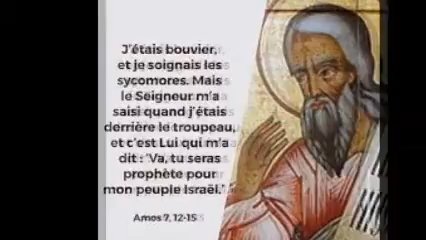 J'étais bouvier,
et je soignais les
sycomores. Mais
le Seigneur m'a
saisi quand j'étais
derrière le troupeau,
et c'est Lui qui m'a
dit : 'Va, tu seras
prophète pour
mon peuple Israël.'
Amos 7, 12-15